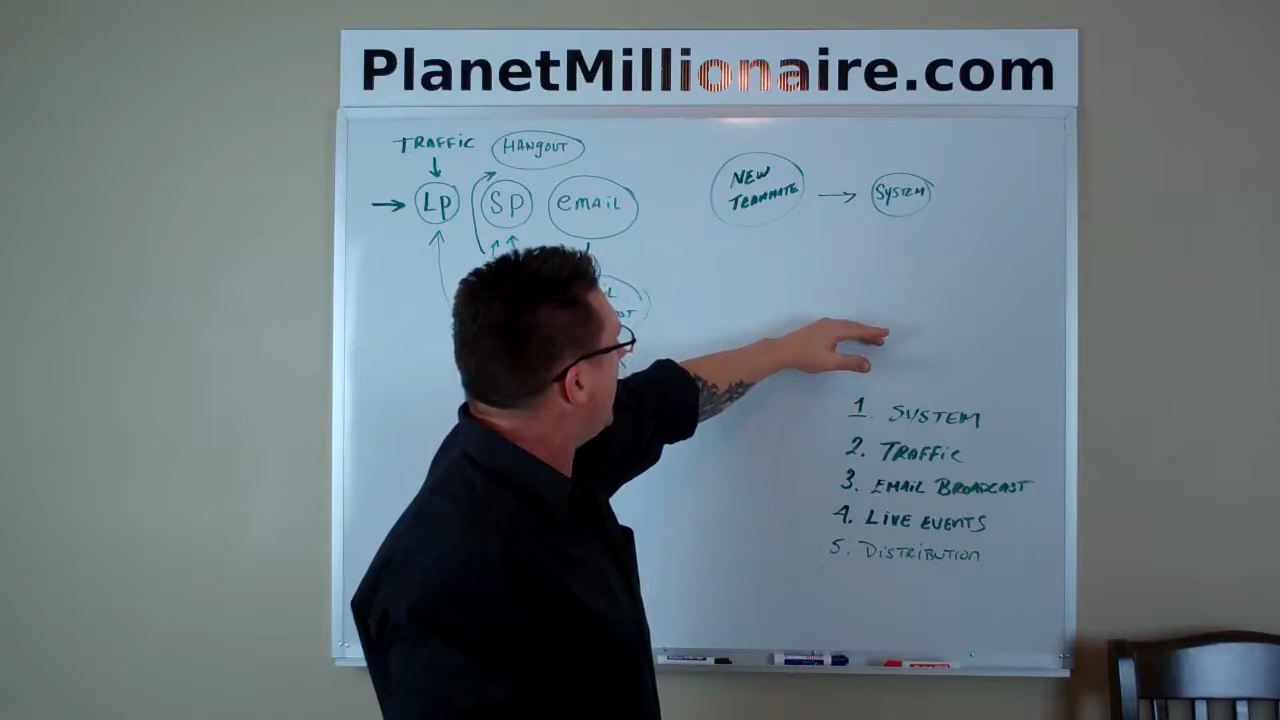 PlanetMillionaire.com
TRAFFIC
HANGOUT
LP
SP
email
NEW
TEAMMATE
SYSTEM
1. SYSTEM
2. TRAFFIC
3. EMAIL BROADCAST
4. LIVE EVENTS
5. DISTRIBUTION